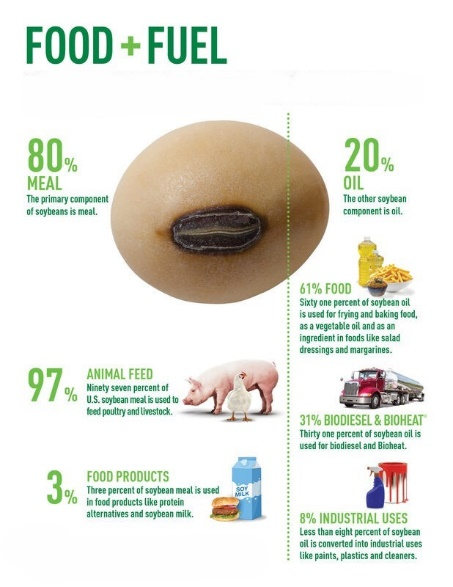 FOOD + FUEL
80%
MEAL
The primary component
of soybeans is meal.
20%
OIL
The other soybean
component is oil.
61% FOOD
Sixty one percent of soybean oil
is used for frying and baking food,
as a vegetable oil and as an
ingredient in foods like salad
dressings and margarines.
97%
ANIMAL FEED
Ninety seven percent of
U.S. soybean meal is used to
feed poultry and livestock.
31% BIODIESEL & BIOHEAT®
Thirty one percent of soybean oil is
used for biodiesel and Bioheat.
3%
FOOD PRODUCTS
Three percent of soybean meal is used
in food products like protein
alternatives and soybean milk.
SOY
MILK
8% INDUSTRIAL USES
Less than eight percent of soybean
oil is converted into industrial uses
like paints, plastics and cleaners.